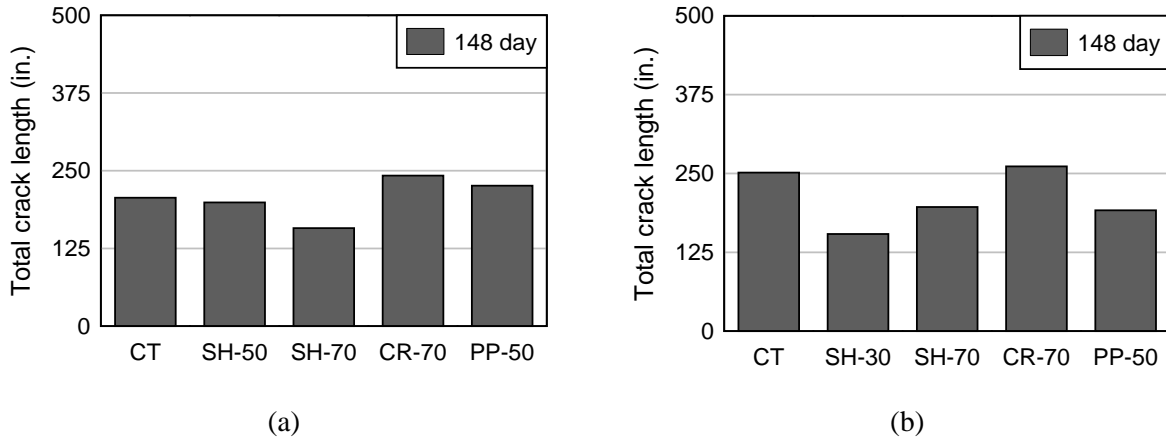 Total crack length (in.)
500
375
250
125
0
148 day
CT SH-50 SH-70 CR-70 PP-50
(a)
Total crack length (in.)
500
375
250
125
0
148 day
CT SH-30 SH-70 CR-70 PP-50
(b)